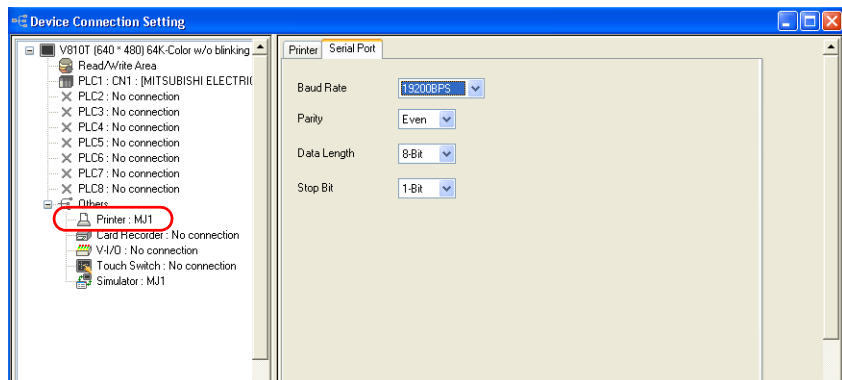 Device Connection Setting
V810T (640 * 480) 64K-Color w/o blinking
Read/Write Area
PLC1 : CN1 : [MITSUBISHI ELECTRI
PLC2 : No connection
PLC3 : No connection
PLC4 : No connection
PLC5 : No connection
PLC6 : No connection
PLC7 : No connection
PLC8 : No connection
Others
Printer : MJ1
Card Recorder : No connection
V-I/O : No connection
Touch Switch : No connection
Simulator : MJ1
Printer Serial Port
Baud Rate 19200BPS
Parity Even
Data Length 8-Bit
Stop Bit 1-Bit